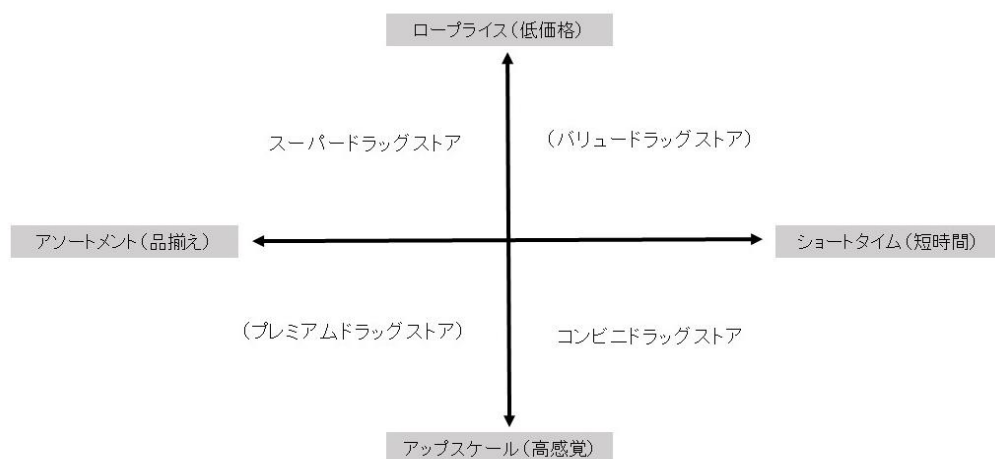 ロープライス(低価格)
スーパードラッグストア
(バリュードラッグストア)
アソートメント(品揃え)
ショートタイム(短時間)
(プレミアムドラッグストア)
コンビニドラッグストア
アップスケール(高感覚)